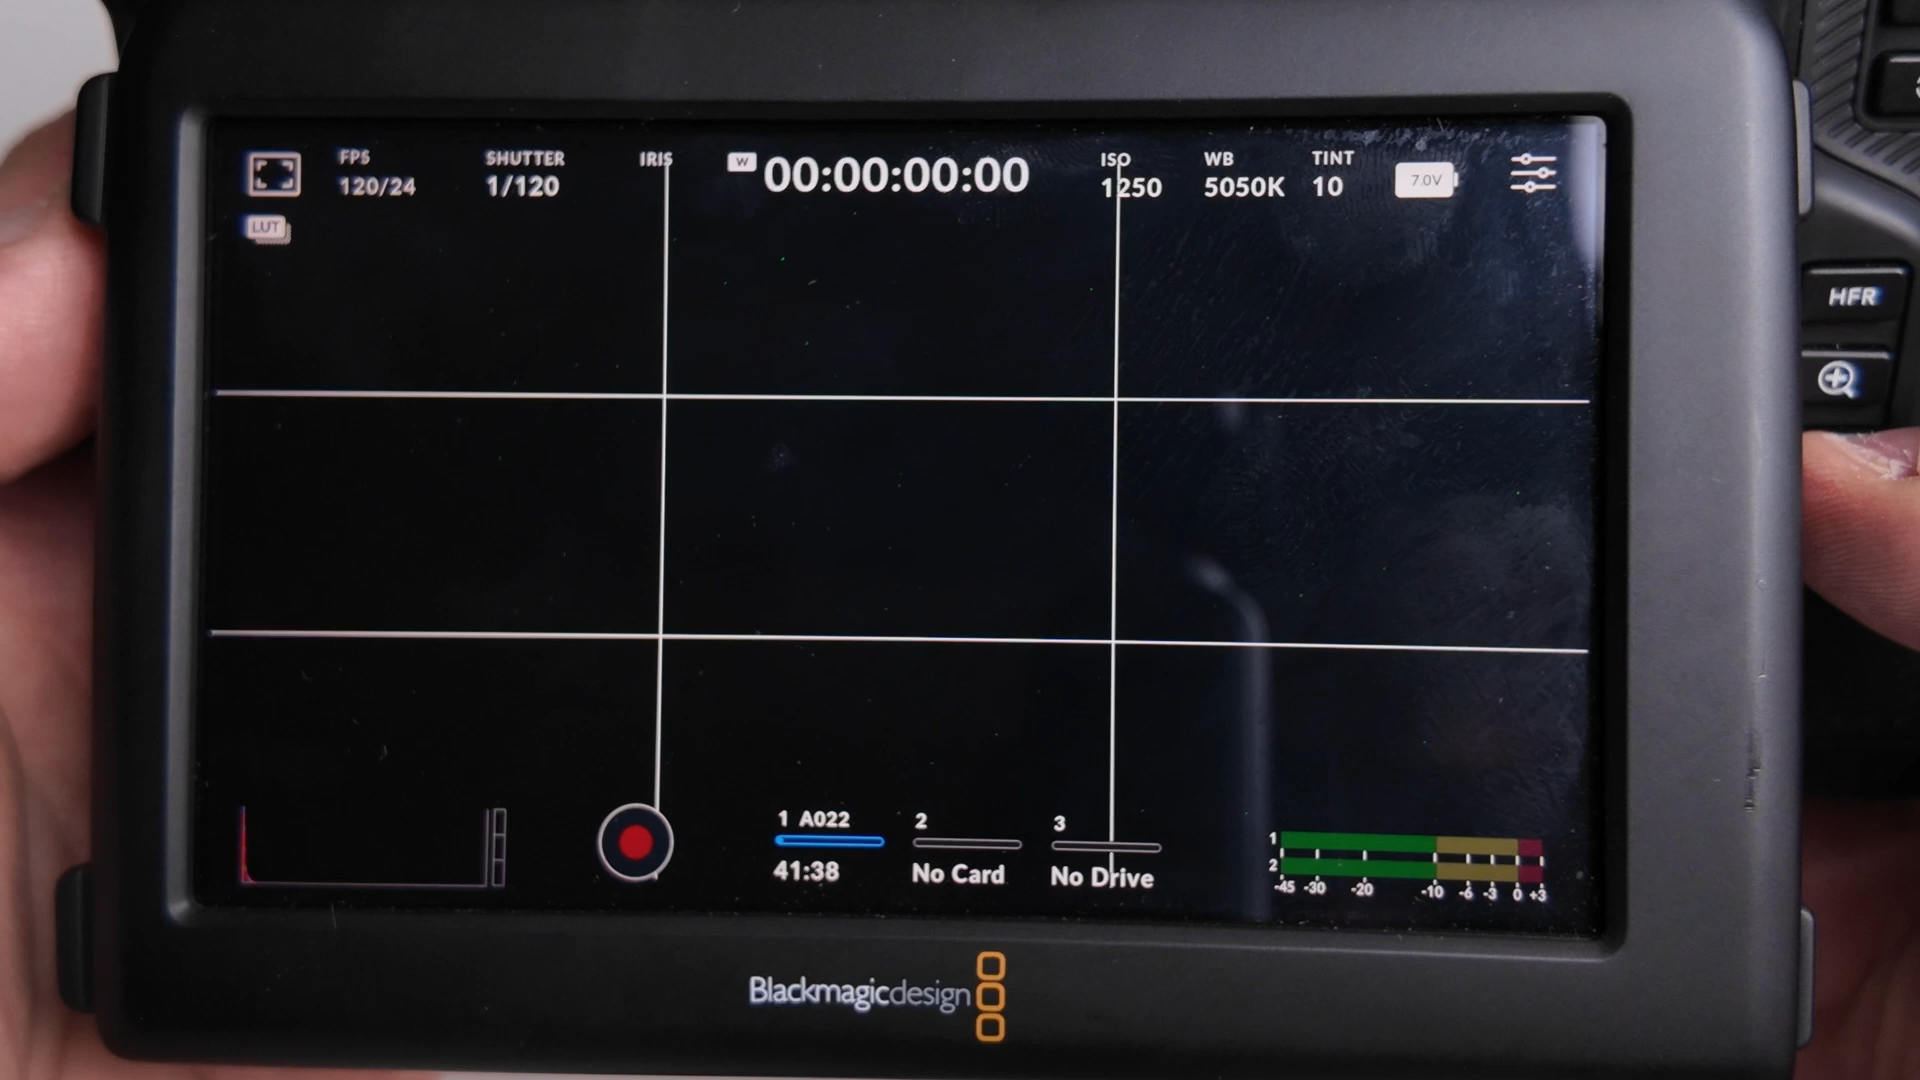 FPS
120/24
SHUTTER
1/120
IRIS
W 00:00:00:00
ISO
1250
WB
5050K
TINT
10
7.0V
LUT
HFR
1 A022
41:38
2
No Card
3
No Drive
1
2
-45 -30 -20 -10 -6 -3 0 +3
Blackmagicdesign